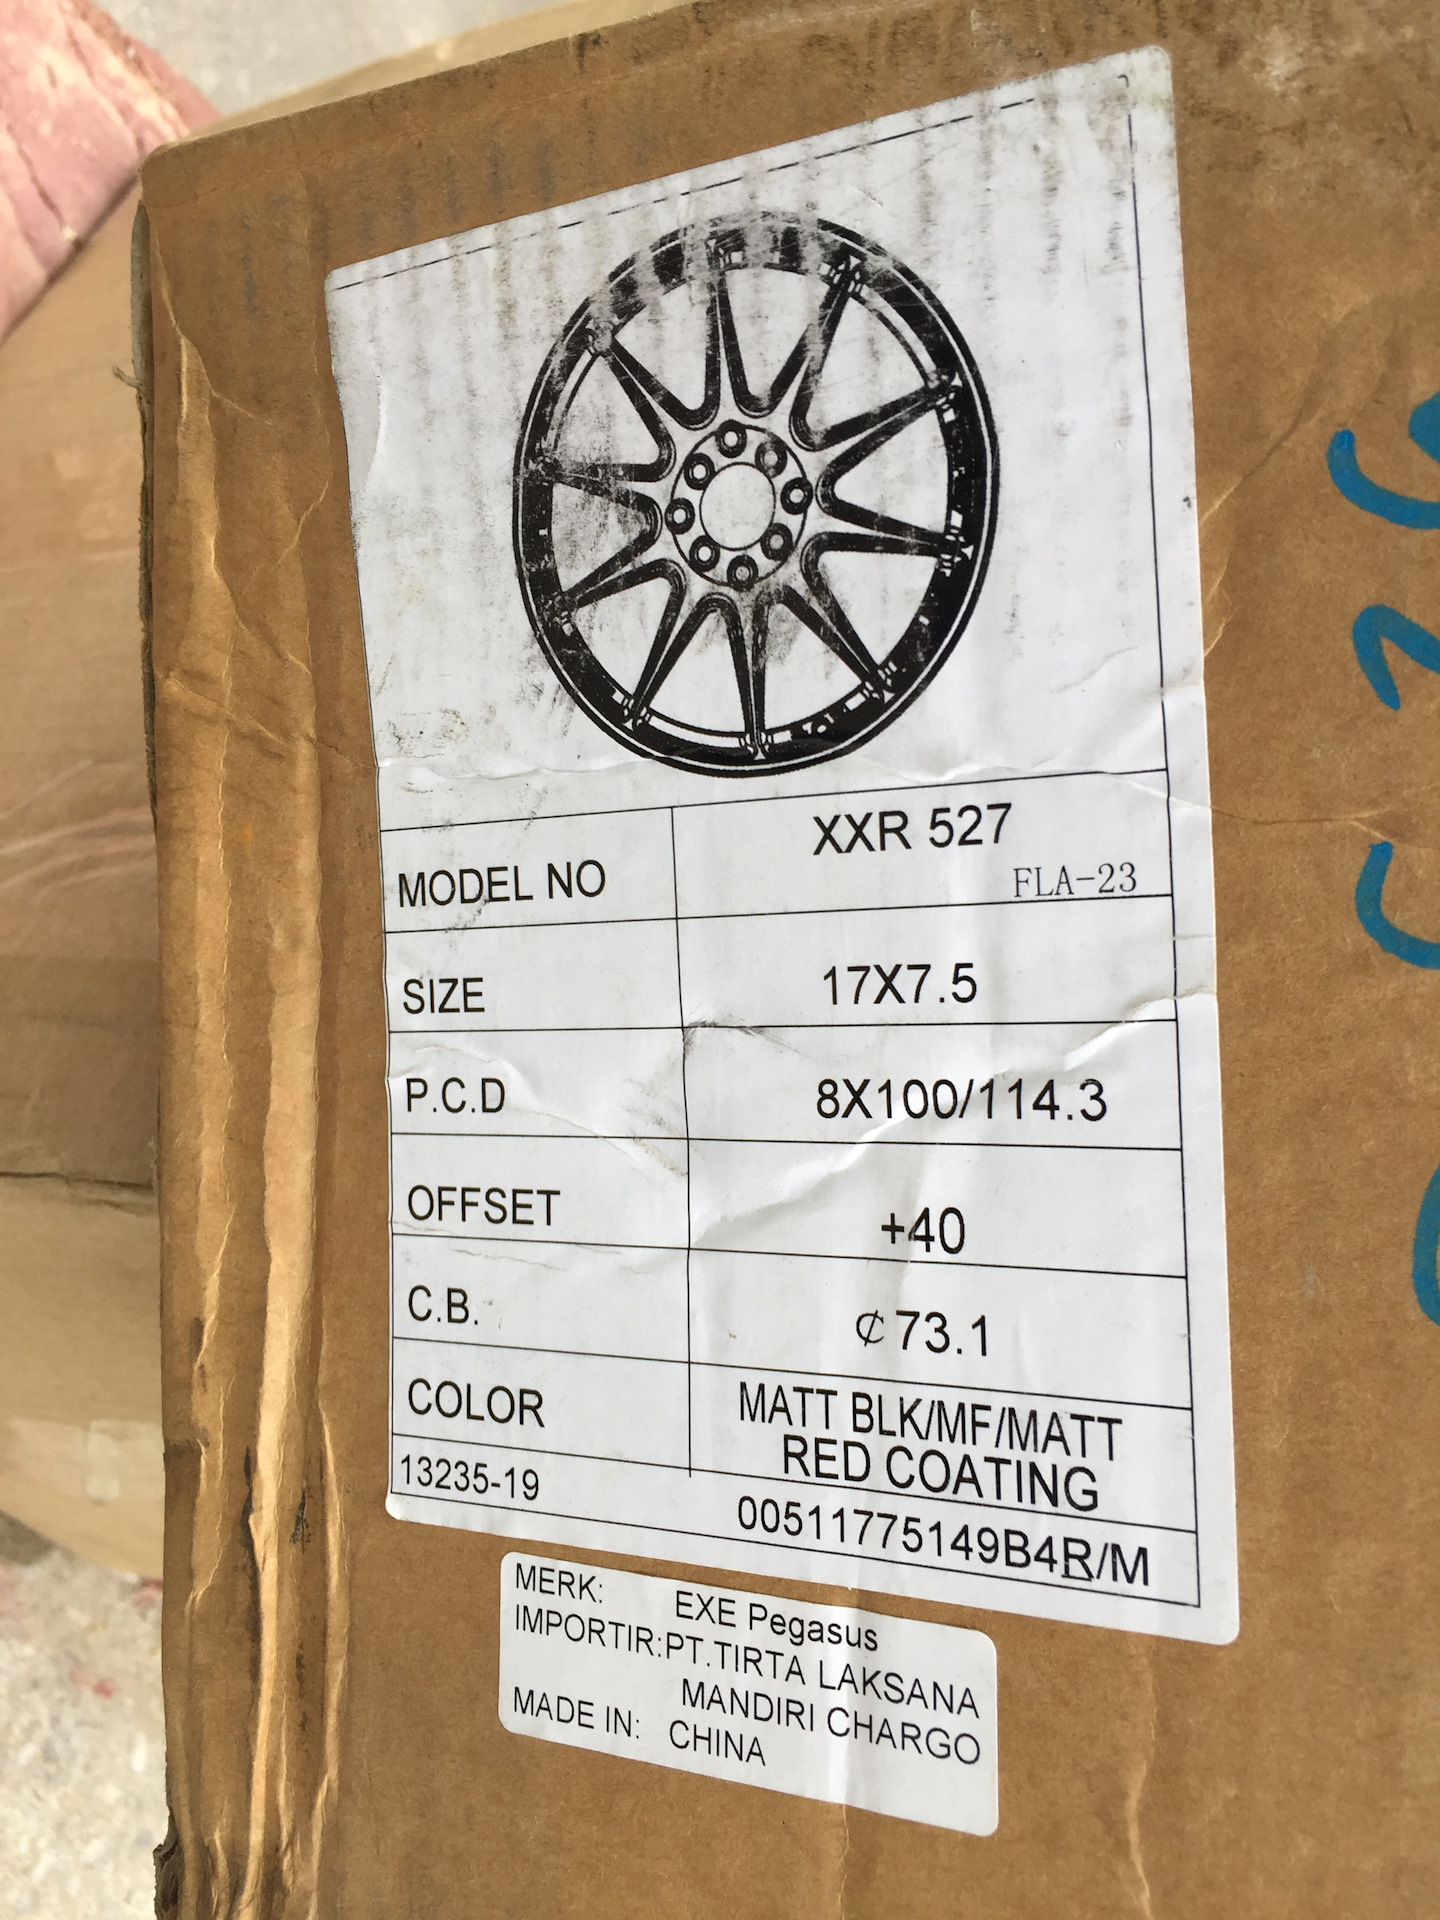 MODEL NO
XXR 527
FLA-23
SIZE
17X7.5
P.C.D
8X100/114.3
OFFSET
+40
C.B.
₵ 73.1
COLOR
MATT BLK/MF/MATT
RED COATING
13235-19
00511775149B4R/M
MERK: EXE Pegasus
IMPORTIR:PT.TIRTA LAKSANA
MANDIRI CHARGO
MADE IN: CHINA